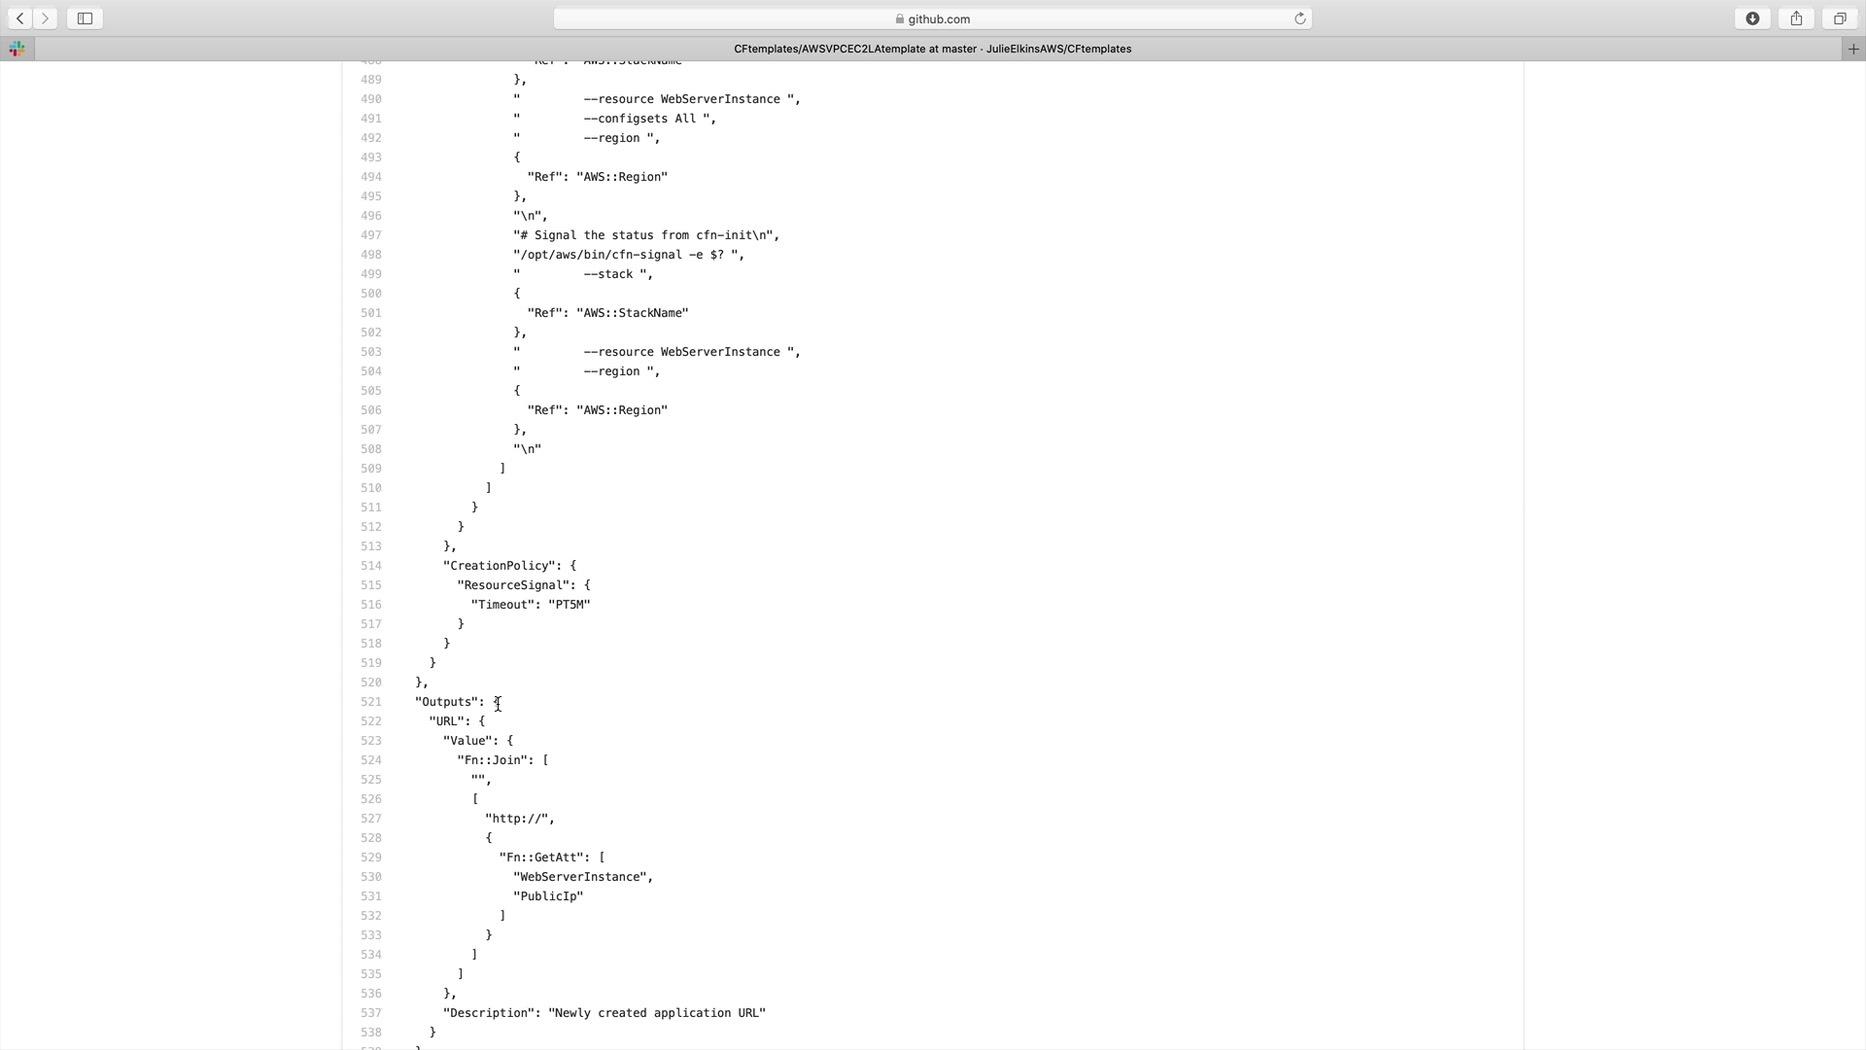 github.com
CFtemplates/AWSVPCEC2LAtemplate at master · JulieElkinsAWS/CFtemplates
488 "Ref": "AWS::StackName"
489 },
490 "         --resource WebServerInstance ",
491 "         --configsets All ",
492 "         --region ",
493 {
494 "Ref": "AWS::Region"
495 },
496 "\n",
497 "# Signal the status from cfn-init\n",
498 "/opt/aws/bin/cfn-signal -e $? ",
499 "         --stack ",
500 {
501 "Ref": "AWS::StackName"
502 },
503 "         --resource WebServerInstance ",
504 "         --region ",
505 {
506 "Ref": "AWS::Region"
507 },
508 "\n"
509 ]
510 ]
511 }
512 }
513 },
514 "CreationPolicy": {
515 "ResourceSignal": {
516 "Timeout": "PT5M"
517 }
518 }
519 }
520 },
521 "Outputs": {
522 "URL": {
523 "Value": {
524 "Fn::Join": [
525 "",
526 [
527 "http://",
528 {
529 "Fn::GetAtt": [
530 "WebServerInstance",
531 "PublicIp"
532 ]
533 }
534 ]
535 ]
536 },
537 "Description": "Newly created application URL"
538 }